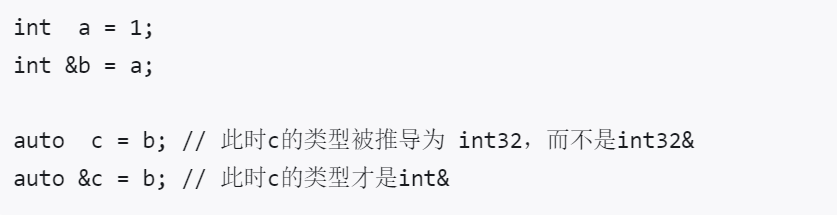 int  a = 1;
int &b = a;
auto  c = b; // 此时c的类型被推导为 int32，而不是int32&
auto &c = b; // 此时c的类型才是int&